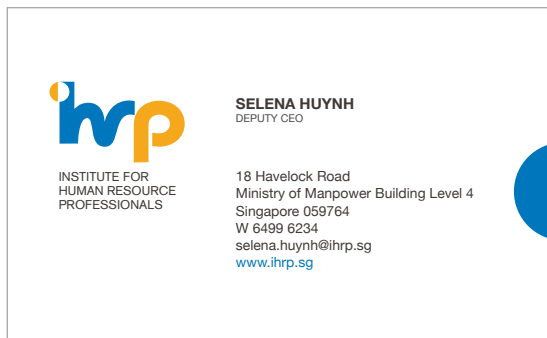 ihrp
INSTITUTE FOR
HUMAN RESOURCE
PROFESSIONALS
SELENA HUYNH
DEPUTY CEO
18 Havelock Road
Ministry of Manpower Building Level 4
Singapore 059764
W 6499 6234
selena.huynh@ihrp.sg
www.ihrp.sg